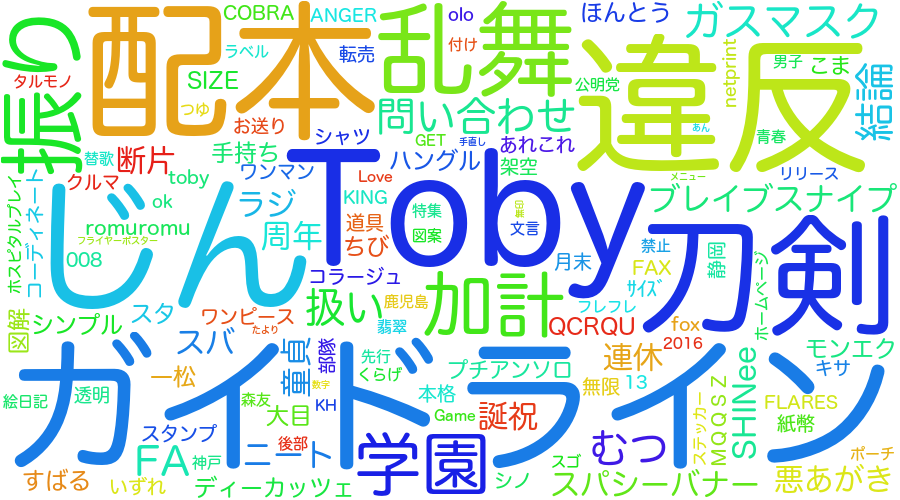 COBRA
ANGER
olo
ほんとう
ガスマスク
タルモノ
ラベル
転売
付け
男子
こま
SIZE
公明党
netprint
つゆ
配本
乱舞
違反
振り
問い合わせ
結論
お送り
シャツ
GET
手直し
あれこれ
あん
青春
替歌
断片
手持ち
ワンマン
ハングル
架空
リリース
クルマ
toby
Love
メニュー
ホスピタルプレイ
コーディネート
ok
ラジ
KING
特集
ブレイブスナイプ
じん
Toby
刀剣
romuromu
周年
道具
ちび
図案
文言
フライヤーポスター
008
コラージュ
月末
禁止
静岡
ホームページ
FAX
ｻｲｽﾞ
図解
シンプル
スタ
ワンピース
たより
扱い
鹿児島
加計
フレフレ
スバ
部隊
翡翠
QCRQU
fox
2016
ガイドライン
童貞
先行
くらげ
プチアンソロ
連休
モンエク
キサ
一松
数字
本格
無限
13
絵日記
透明
森友
大目
KH
Game
誕祝
ステッカー
ＭＱＱＳＺ
SHINee
FLARES
紙幣
スタンプ
ニート
後部
学園
むつ
FA
神戸
スゴ
ポーチ
すばる
いずれ
ディーカッツェ
シノ
スパシーバナー
悪あがき